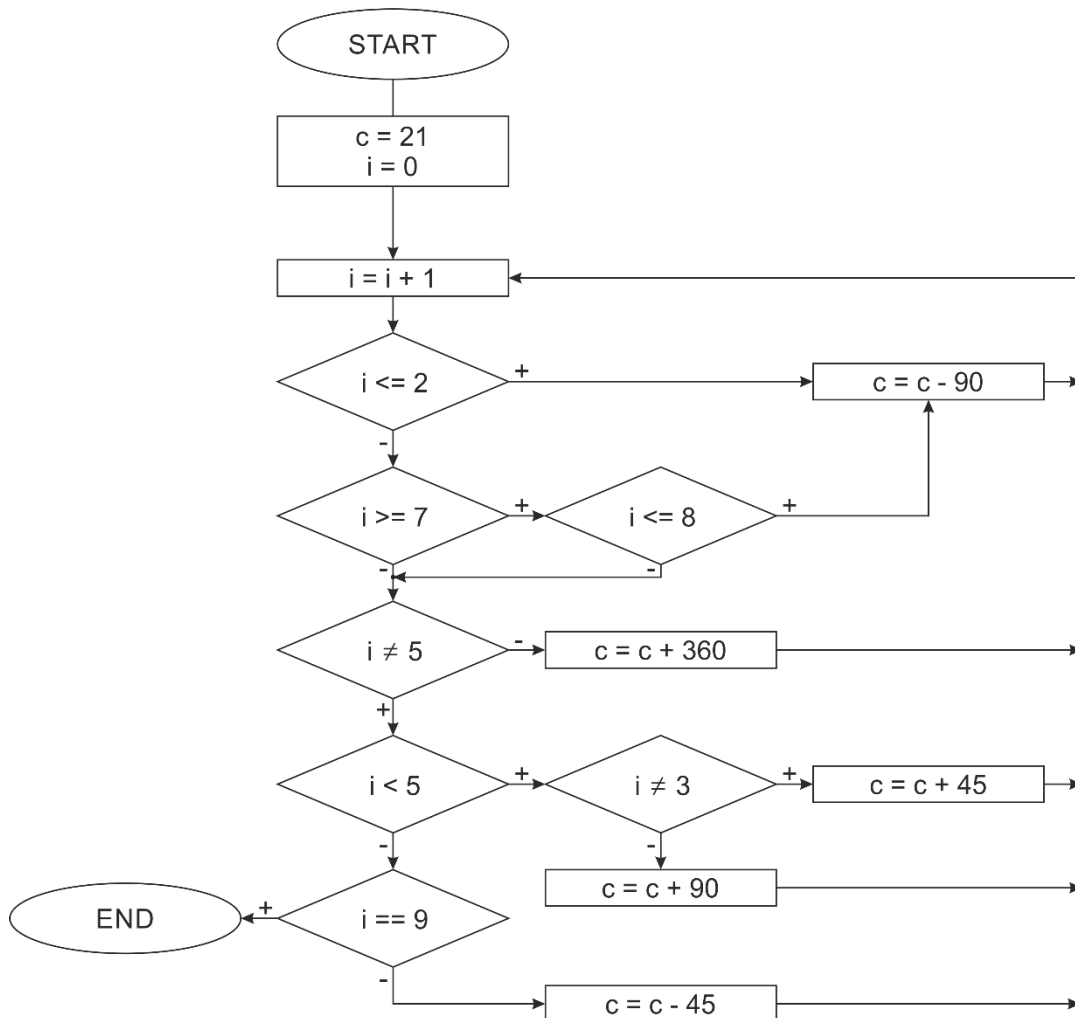 START
c = 21
i = 0
i = i + 1
i <= 2
+
c = c - 90
-
i >= 7
+
i <= 8
+
-
-
i ≠ 5
-
c = c + 360
+
i < 5
+
i ≠ 3
+
c = c + 45
-
-
c = c + 90
END
+
i == 9
-
c = c - 45